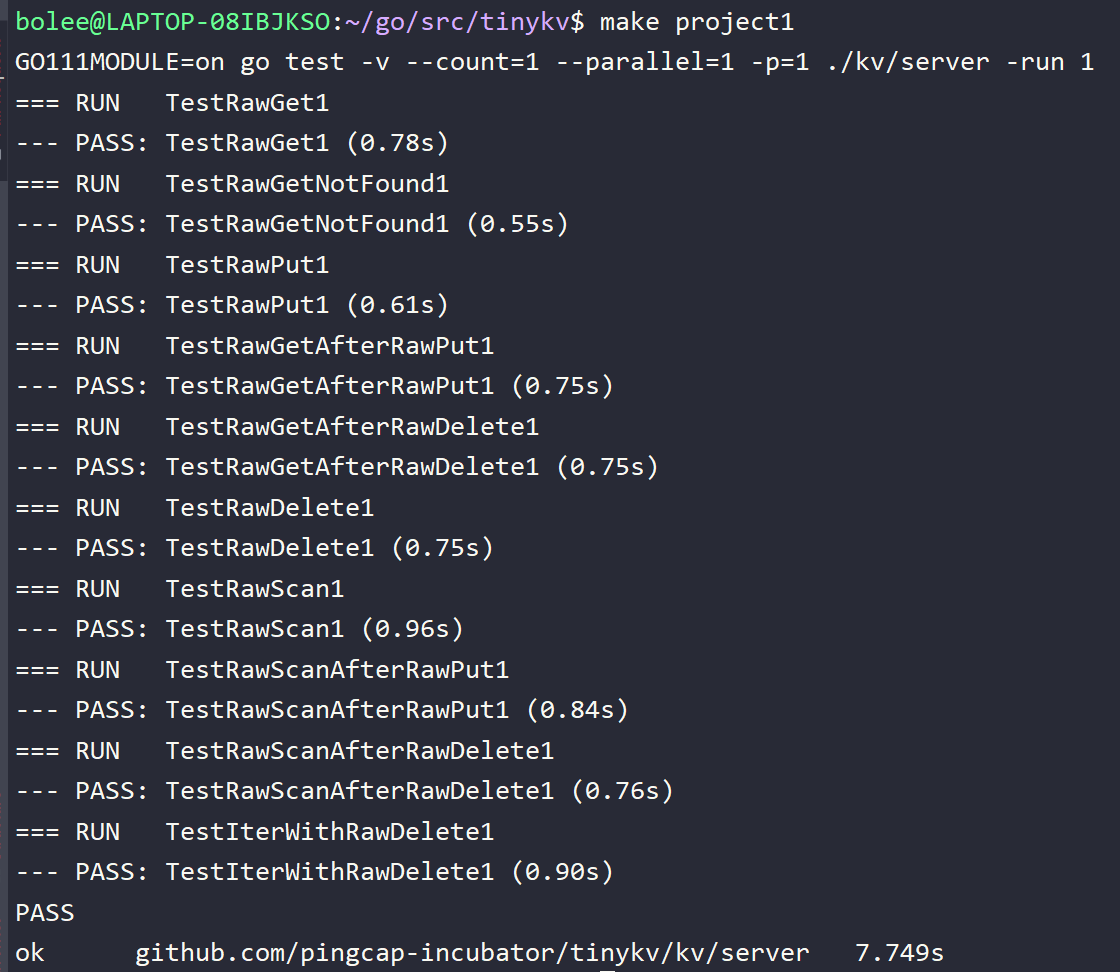 bolee@LAPTOP-08IBJKSO:~/go/src/tinykv$ make project1
GO111MODULE=on go test -v --count=1 --parallel=1 -p=1 ./kv/server -run 1
=== RUN   TestRawGet1
--- PASS: TestRawGet1 (0.78s)
=== RUN   TestRawGetNotFound1
--- PASS: TestRawGetNotFound1 (0.55s)
=== RUN   TestRawPut1
--- PASS: TestRawPut1 (0.61s)
=== RUN   TestRawGetAfterRawPut1
--- PASS: TestRawGetAfterRawPut1 (0.75s)
=== RUN   TestRawGetAfterRawDelete1
--- PASS: TestRawGetAfterRawDelete1 (0.75s)
=== RUN   TestRawDelete1
--- PASS: TestRawDelete1 (0.75s)
=== RUN   TestRawScan1
--- PASS: TestRawScan1 (0.96s)
=== RUN   TestRawScanAfterRawPut1
--- PASS: TestRawScanAfterRawPut1 (0.84s)
=== RUN   TestRawScanAfterRawDelete1
--- PASS: TestRawScanAfterRawDelete1 (0.76s)
=== RUN   TestIterWithRawDelete1
--- PASS: TestIterWithRawDelete1 (0.90s)
PASS
ok      github.com/pingcap-incubator/tinykv/kv/server   7.749s